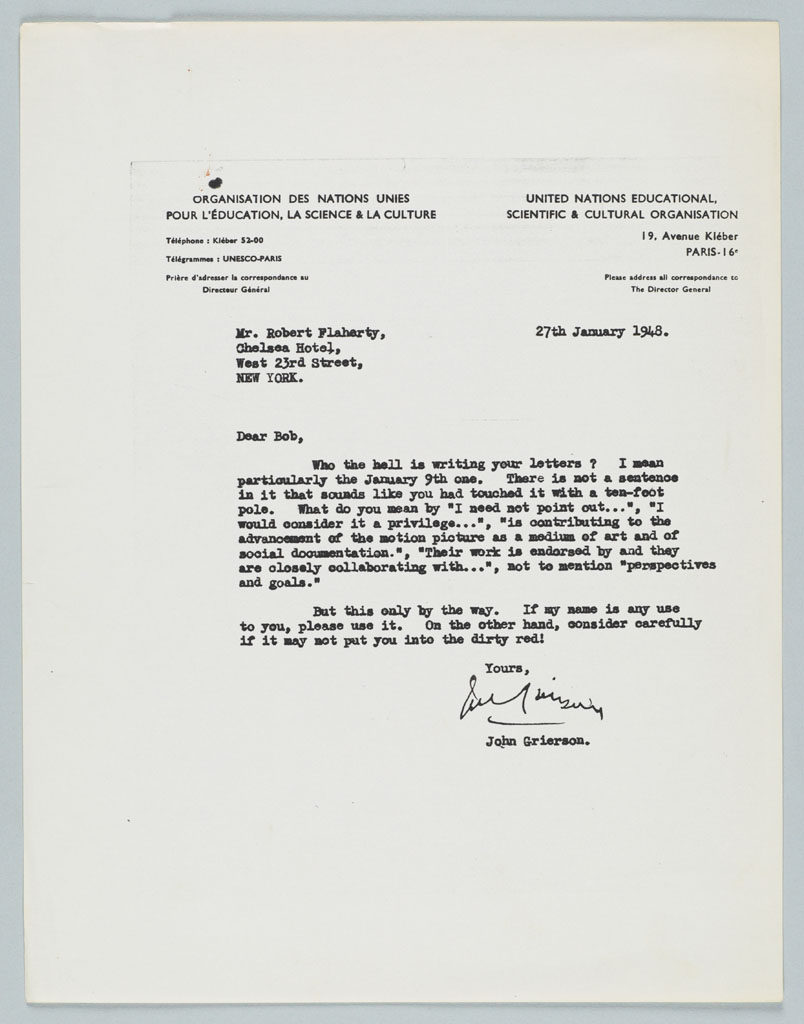 ORGANISATION DES NATIONS UNIES
POUR L'ÉDUCATION, LA SCIENCE & LA CULTURE
Téléphone : Kléber 52-00
Télégrammes : UNESCO-PARIS
Prière d'adresser la correspondance au
Directeur Général
UNITED NATIONS EDUCATIONAL,
SCIENTIFIC & CULTURAL ORGANISATION
19, Avenue Kléber
PARIS-16e
Please address all correspondance to
The Director General
Mr. Robert Flaherty,
Chelsea Hotel,
West 23rd Street,
NEW YORK.
27th January 1948.
Dear Bob,
Who the hell is writing your letters ? I mean
particularly the January 9th one. There is not a sentence
in it that sounds like you had touched it with a ten-foot
pole. What do you mean by "I need not point out...", "I
would consider it a privilege...", "is contributing to the
advancement of the motion picture as a medium of art and of
social documentation.", "Their work is endorsed by and they
are closely collaborating with...", not to mention "perspectives
and goals."
But this only by the way. If my name is any use
to you, please use it. On the other hand, consider carefully
if it may not put you into the dirty red!
Yours,
John Grierson.